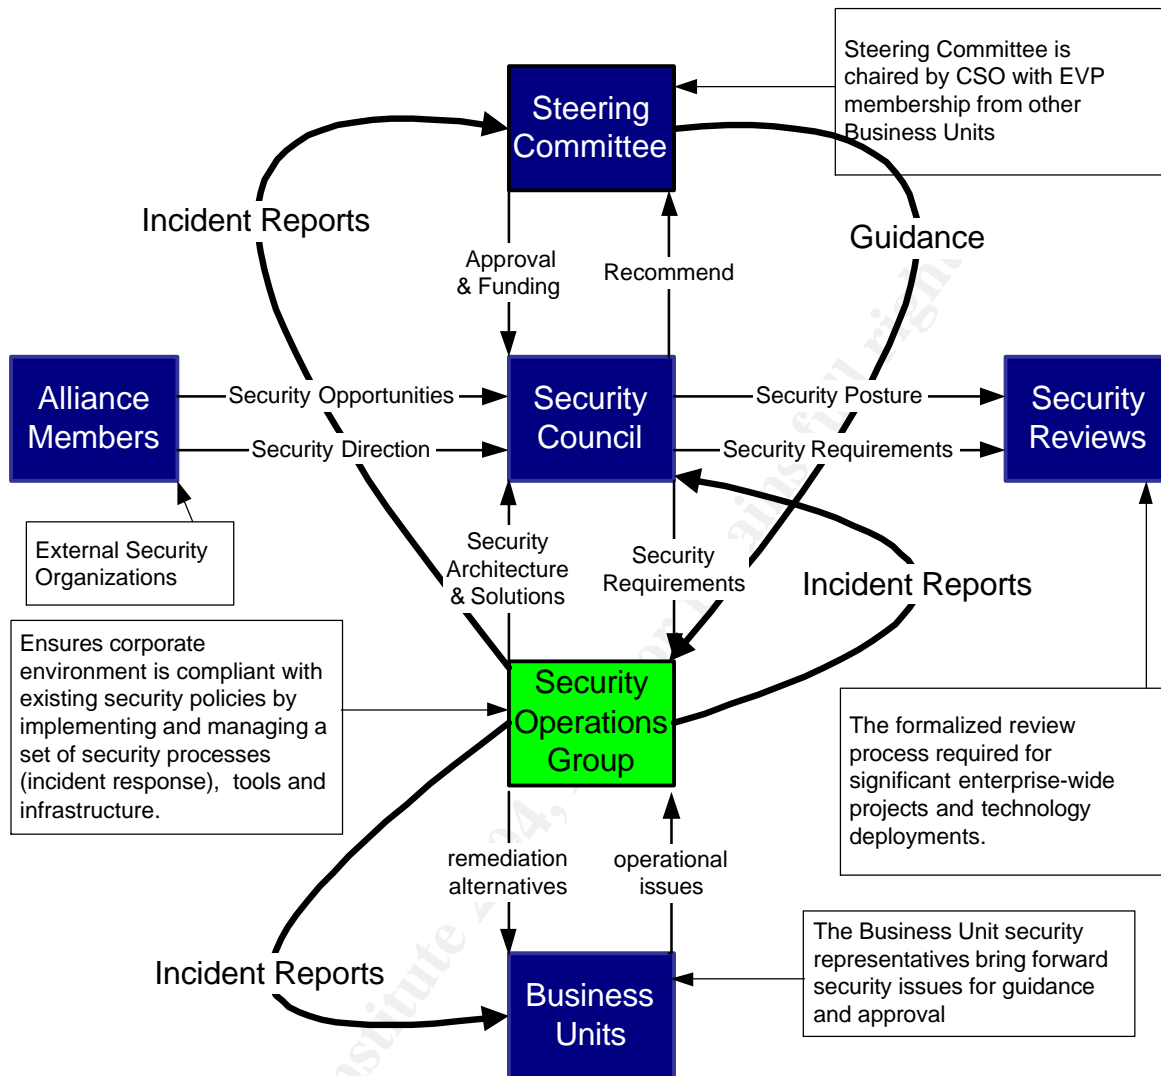 Steering Committee is
chaired by CSO with EVP
membership from other
Business Units
Steering
Committee
Incident Reports
Guidance
Approval
& Funding
Recommend
Alliance
Members
Security Opportunities
Security Direction
Security
Council
Security Posture
Security Requirements
Security
Reviews
External Security
Organizations
Security
Architecture
& Solutions
Security
Requirements
Incident Reports
Ensures corporate
environment is compliant with
existing security policies by
implementing and managing a
set of security processes
(incident response), tools and
infrastructure.
Security
Operations
Group
The formalized review
process required for
significant enterprise-wide
projects and technology
deployments.
remediation
alternatives
operational
issues
Incident Reports
Business
Units
The Business Unit security
representatives bring forward
security issues for guidance
and approval